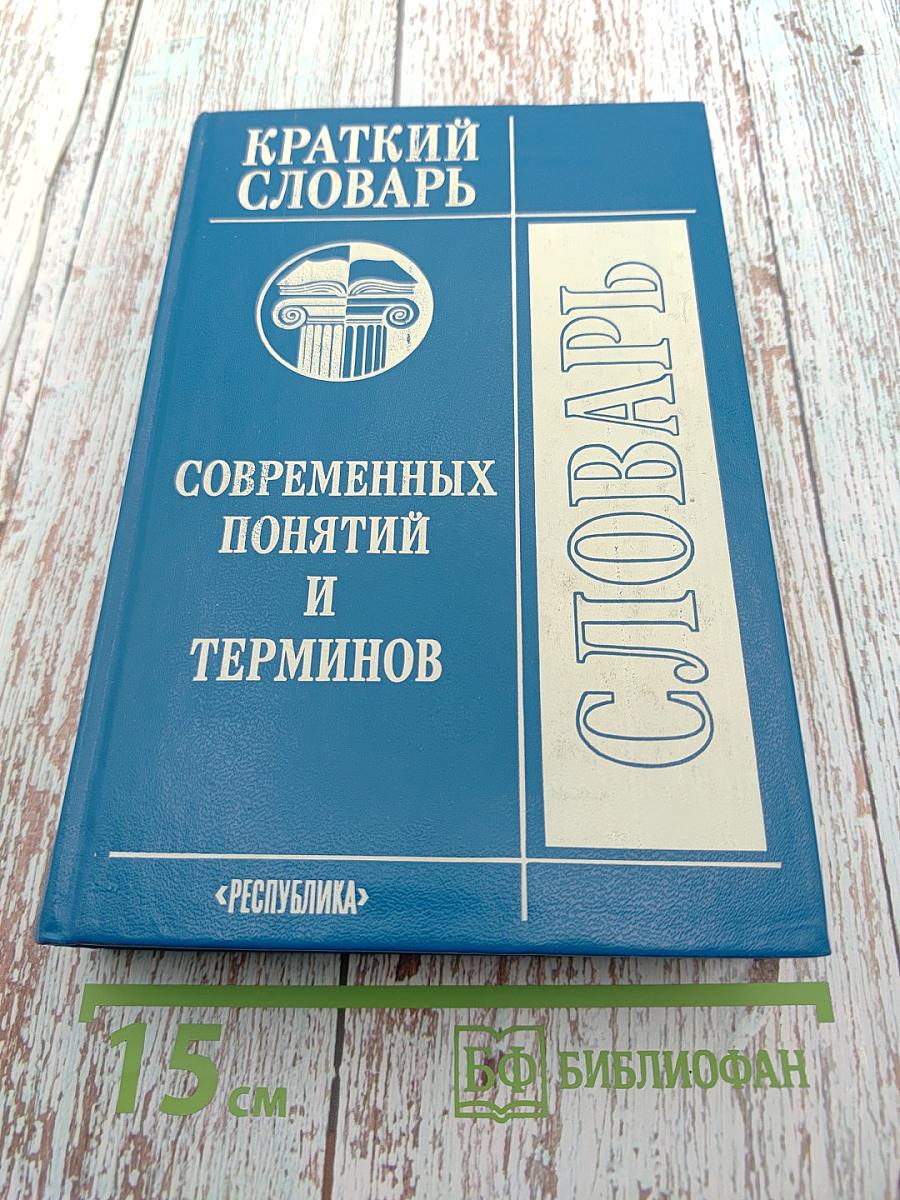 КРАТКИЙ
СЛОВАРЬ
СОВРЕМЕННЫХ
ПОНЯТИЙ
И
ТЕРМИНОВ
СЛОВАРЬ
«РЕСПУБЛИКА»
15 см
БФ БИБЛИОФАН